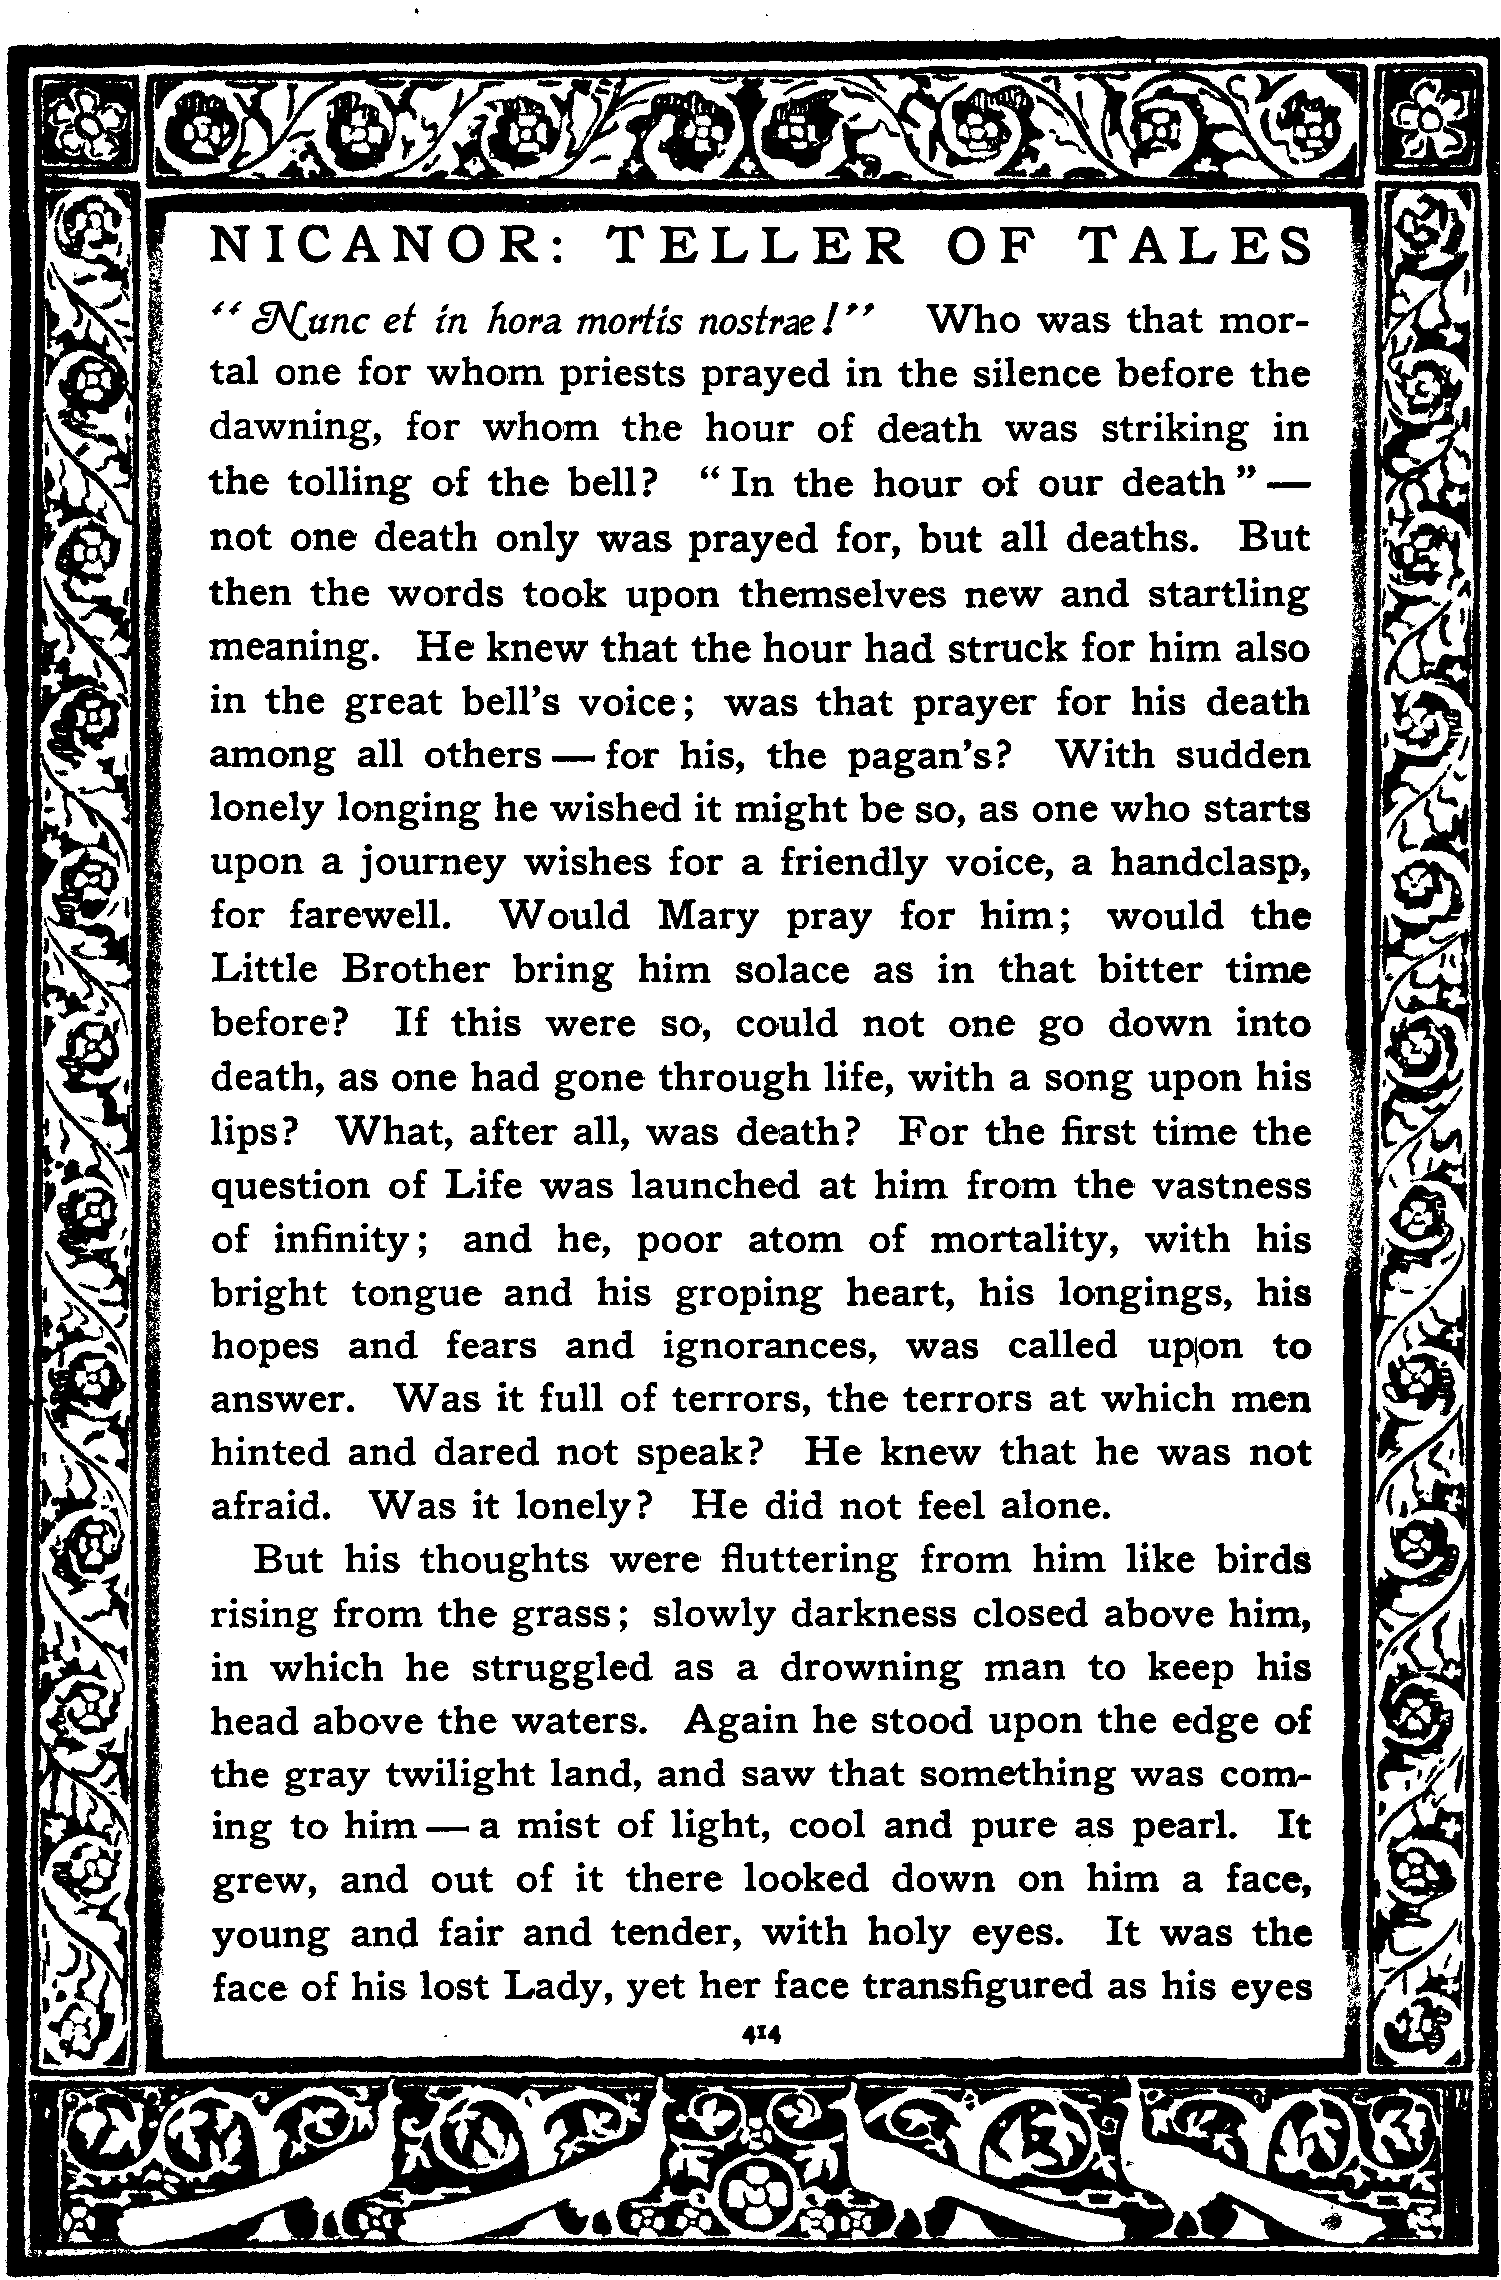 NICANOR: TELLER OF TALES
“Nunc et in hora mortis nostrae!” Who was that mor-
tal one for whom priests prayed in the silence before the
dawning, for whom the hour of death was striking in
the tolling of the bell? “In the hour of our death”—
not one death only was prayed for, but all deaths. But
then the words took upon themselves new and startling
meaning. He knew that the hour had struck for him also
in the great bell’s voice; was that prayer for his death
among all others — for his, the pagan’s? With sudden
lonely longing he wished it might be so, as one who starts
upon a journey wishes for a friendly voice, a handclasp,
for farewell. Would Mary pray for him; would the
Little Brother bring him solace as in that bitter time
before? If this were so, could not one go down into
death, as one had gone through life, with a song upon his
lips? What, after all, was death? For the first time the
question of Life was launched at him from the vastness
of infinity; and he, poor atom of mortality, with his
bright tongue and his groping heart, his longings, his
hopes and fears and ignorances, was called upon to
answer. Was it full of terrors, the terrors at which men
hinted and dared not speak? He knew that he was not
afraid. Was it lonely? He did not feel alone.
But his thoughts were fluttering from him like birds
rising from the grass; slowly darkness closed above him,
in which he struggled as a drowning man to keep his
head above the waters. Again he stood upon the edge of
the gray twilight land, and saw that something was com-
ing to him — a mist of light, cool and pure as pearl. It
grew, and out of it there looked down on him a face,
young and fair and tender, with holy eyes. It was the
face of his lost Lady, yet her face transfigured as his eyes
414